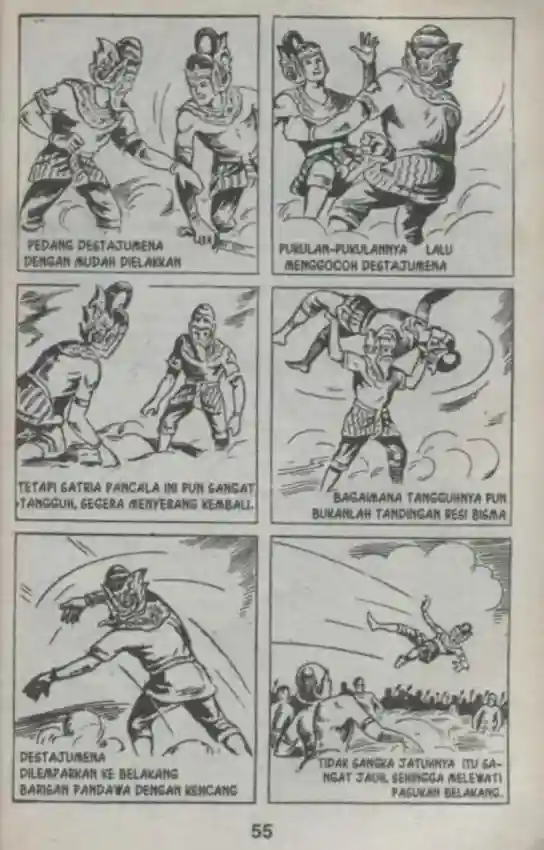 PEDANG DESTAJUMENA
DENGAN MUDAH DIELAKKAN
PUKULAN-PUKULANNYA LALU
MENGGOCOH DESTAJUMENA
TETAPI SATRIA PANCALA INI PUN SANGAT
TANGGUH, SEGERA MENYERANG KEMBALI.
BAGAIMANA TANGGUHNYA PUN
BUKANLAH TANDINGAN RESI BISMA
DESTAJUMENA
DILEMPARKAN KE BELAKANG
BARISAN PANDAWA DENGAN KENCANG
TIDAK SANGKA JATUHNYA ITU SA-
NGAT JAUH, SEHINGGA MELEWATI
PASUKAN BELAKANG.
55